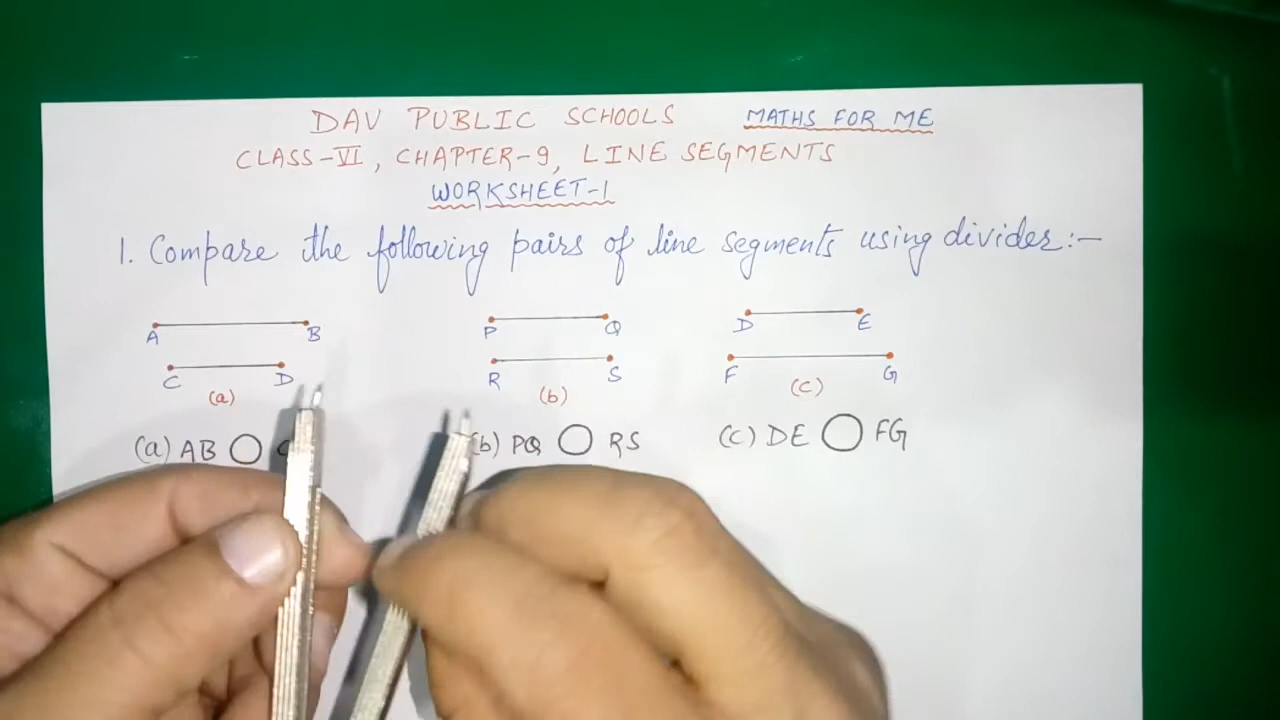 DAV PUBLIC SCHOOLS MATHS FOR ME
CLASS-VI, CHAPTER-9, LINE SEGMENTS
WORKSHEET-1
1. Compare the following pairs of line segments using divider:-
A B P Q D E
C D R S F G
(a) (b) (c)
(a) AB (b) PQ RS (c) DE FG